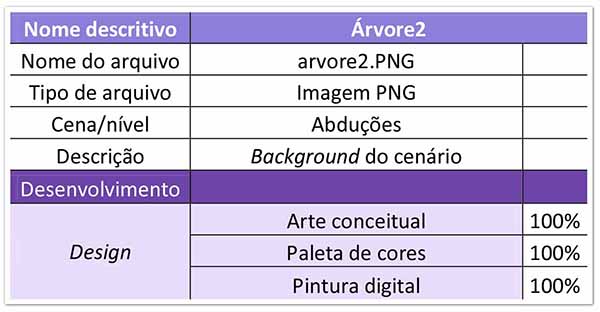 Nome descritivo Árvore2
Nome do arquivo arvore2.PNG
Tipo de arquivo Imagem PNG
Cena/nível Abduções
Descrição Background do cenário
Desenvolvimento
Arte conceitual 100%
Design Paleta de cores 100%
Pintura digital 100%